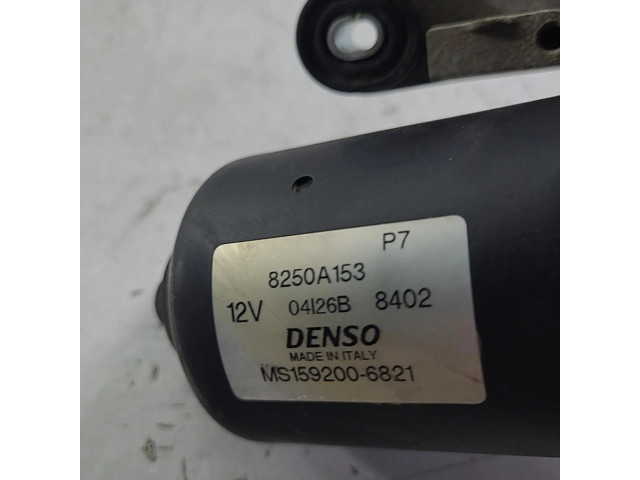 P7
8250A153
12V 04I26B 8402
DENSO
MADE IN ITALY
MS159200-6821